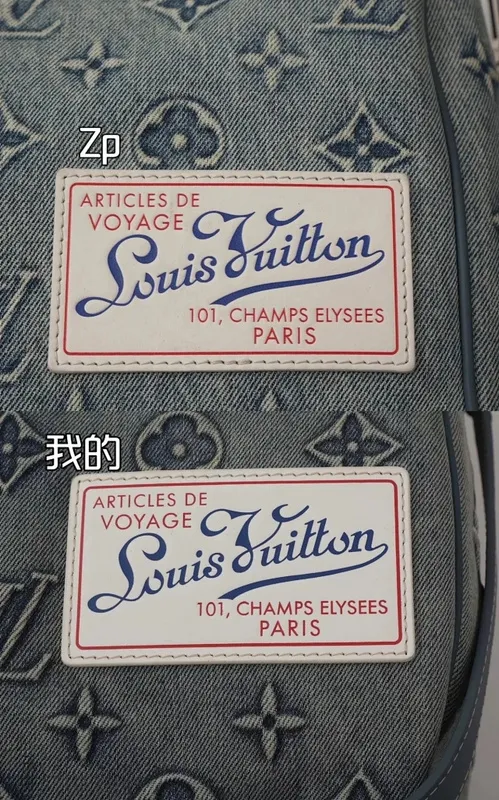 Zp
ARTICLES DE
VOYAGE
Louis Vuitton
101, CHAMPS ELYSEES
PARIS
我的
ARTICLES DE
VOYAGE
Louis Vuitton
101, CHAMPS ELYSEES
PARIS